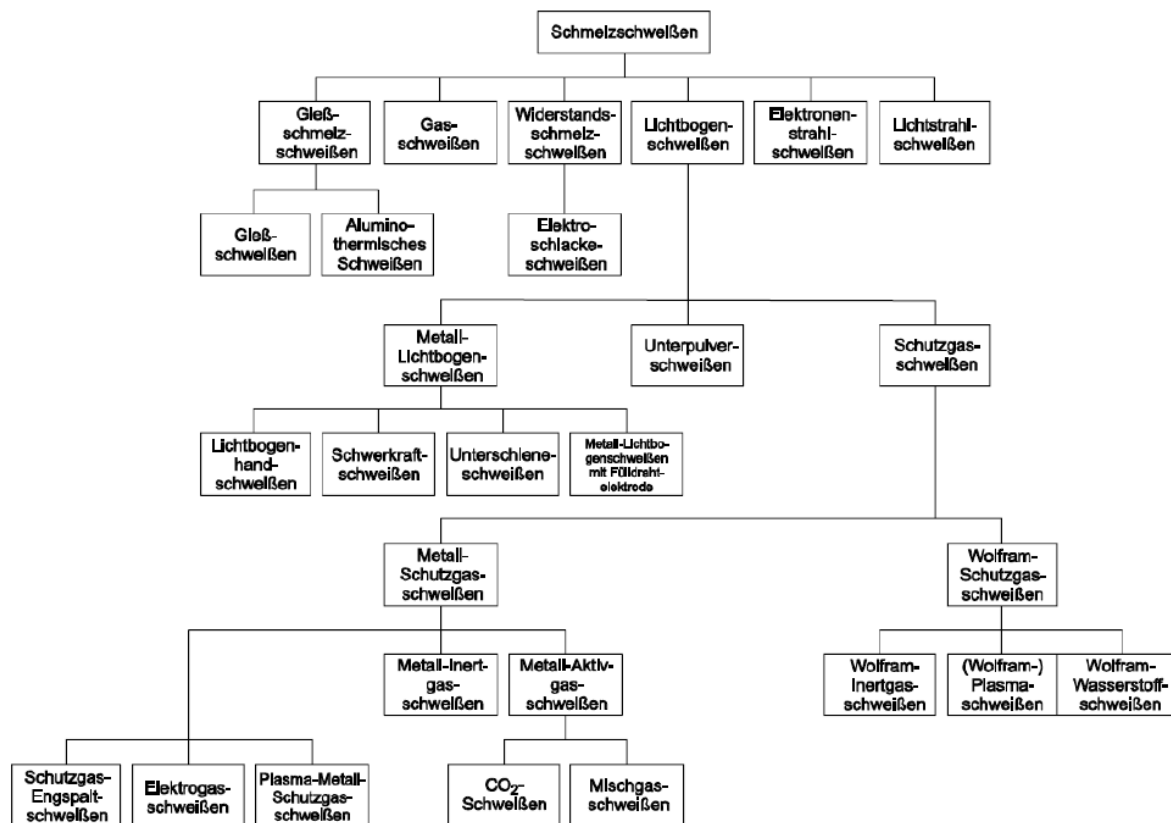 Schmelzschweißen
Gieß-
schmelz-
schweißen
Gas-
schweißen
Widerstands-
schmelz-
schweißen
Lichtbogen-
schweißen
Elektronen-
strahl-
schweißen
Lichtstrahl-
schweißen
Gieß-
schweißen
Alumino-
thermisches
Schweißen
Elektro-
schlacke-
schweißen
Metall-
Lichtbogen-
schweißen
Unterpulver-
schweißen
Schutzgas-
schweißen
Lichtbogen-
hand-
schweißen
Schwerkraft-
schweißen
Unterschiene-
schweißen
Metall-Lichtbo-
genschweißen
mit Fülldraht-
elektrode
Metall-
Schutzgas-
schweißen
Wolfram-
Schutzgas-
schweißen
Metall-Inert-
gas-
schweißen
Metall-Aktiv-
gas-
schweißen
Wolfram-
Inertgas-
schweißen
(Wolfram-)
Plasma-
schweißen
Wolfram-
Wasserstoff-
schweißen
Schutzgas-
Engspalt-
schweißen
Elektrogas-
schweißen
Plasma-Metall-
Schutzgas-
schweißen
CO₂-
Schweißen
Mischgas-
schweißen